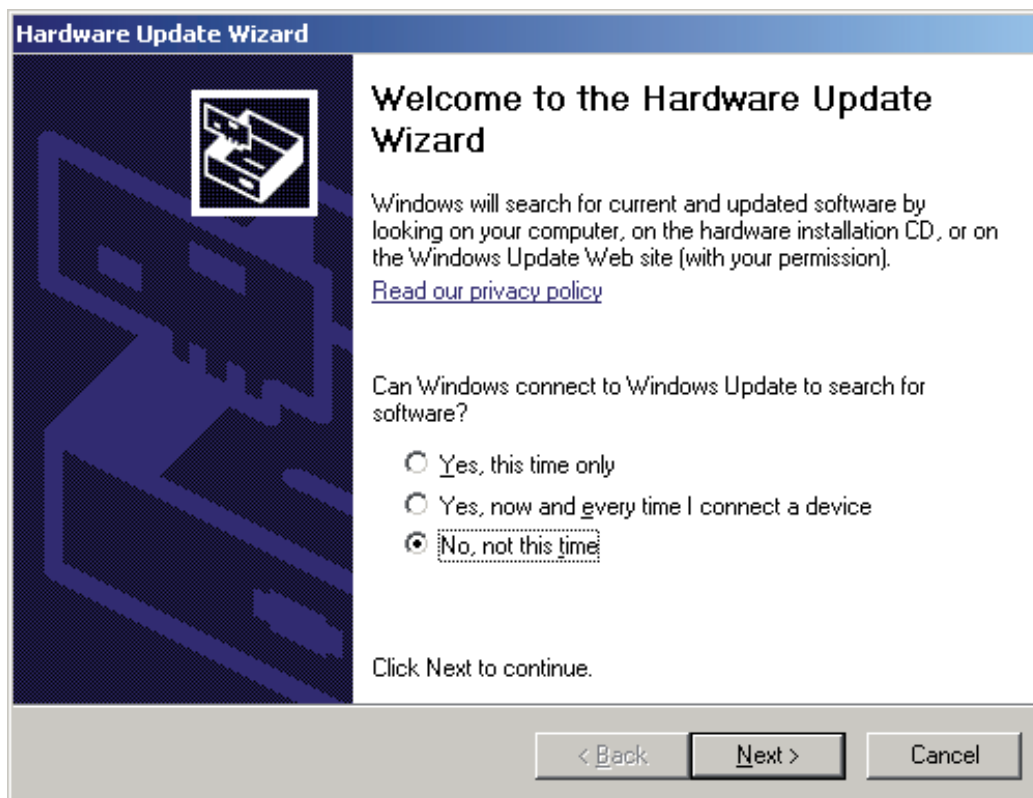 Hardware Update Wizard
Welcome to the Hardware Update
Wizard
Windows will search for current and updated software by
looking on your computer, on the hardware installation CD, or on
the Windows Update Web site (with your permission).
Read our privacy policy
Can Windows connect to Windows Update to search for
software?
Yes, this time only
Yes, now and every time I connect a device
No, not this time
Click Next to continue.
< Back
Next >
Cancel